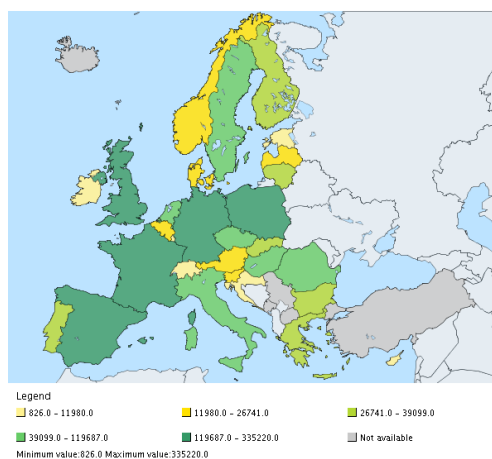 Legend
826.0 - 11980.0
11980.0 - 26741.0
26741.0 - 39099.0
39099.0 - 119687.0
119687.0 - 335220.0
Not available
Minimum value:826.0 Maximum value:335220.0